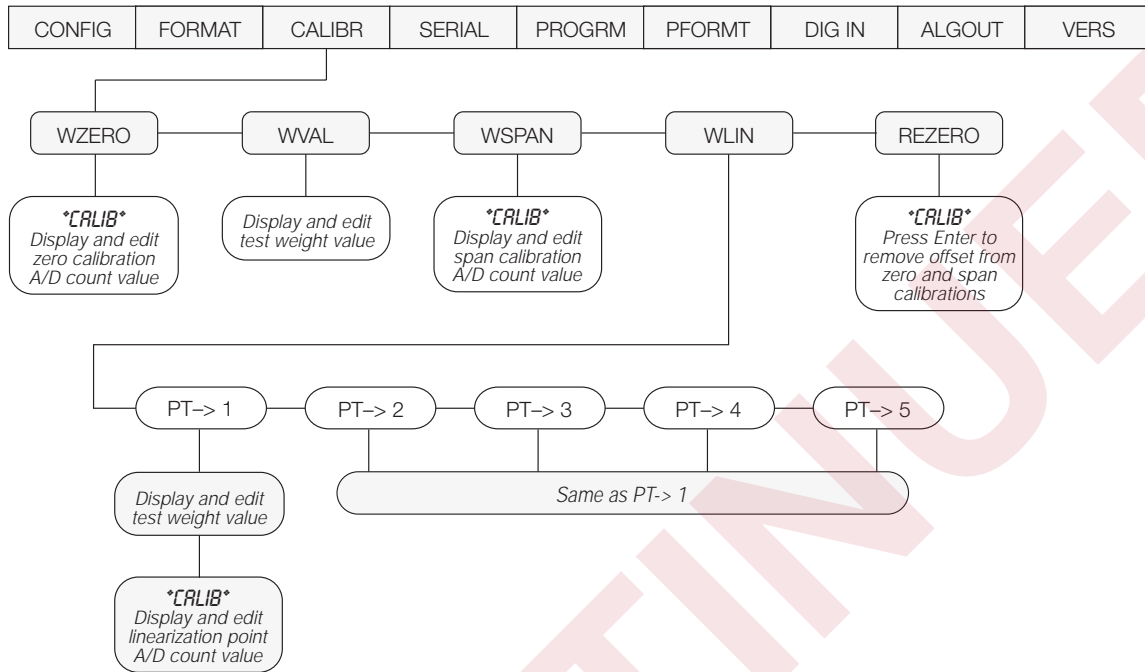 CONFIG FORMAT CALIBR SERIAL PROGRM PFORMT DIG IN ALGOUT VERS
WZERO WVAL WSPAN WLIN REZERO
*CALIB*
Display and edit
zero calibration
A/D count value
Display and edit
test weight value
*CALIB*
Display and edit
span calibration
A/D count value
*CALIB*
Press Enter to
remove offset from
zero and span
calibrations
PT–> 1 PT–> 2 PT–> 3 PT–> 4 PT–> 5
Display and edit
test weight value
Same as PT-> 1
*CALIB*
Display and edit
linearization point
A/D count value